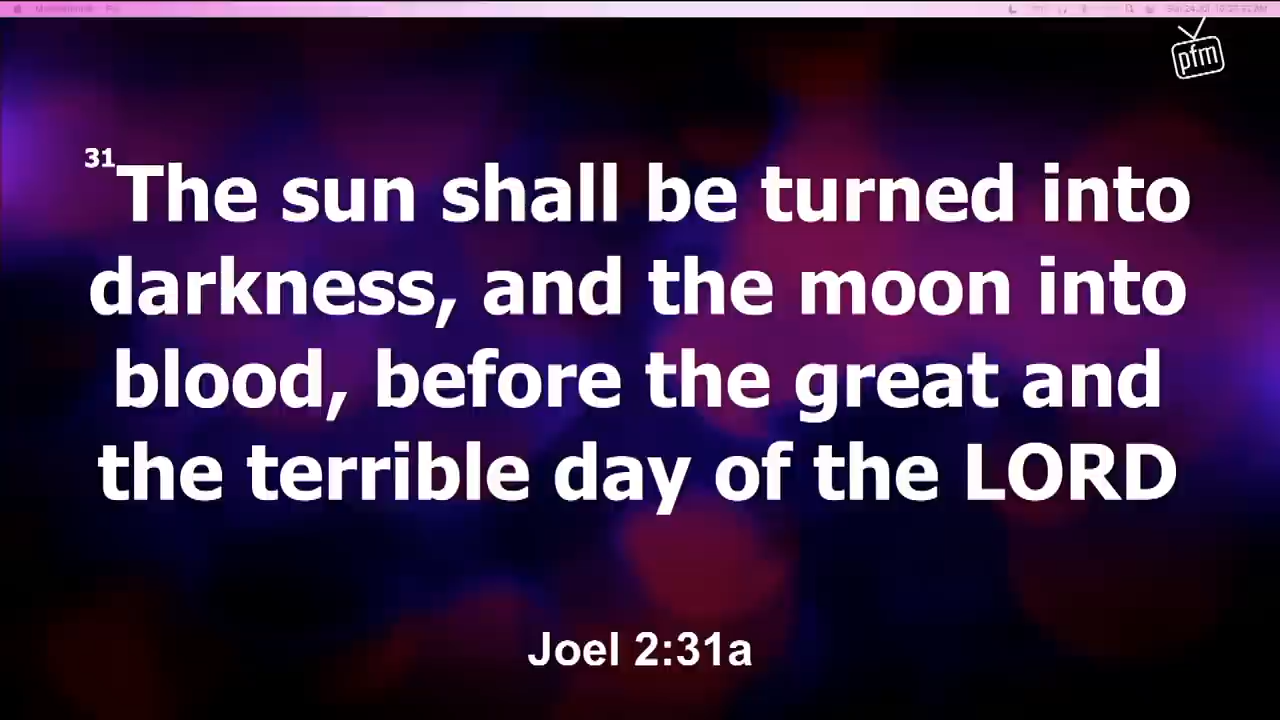 pfm
31The sun shall be turned into
darkness, and the moon into
blood, before the great and
the terrible day of the LORD
Joel 2:31a